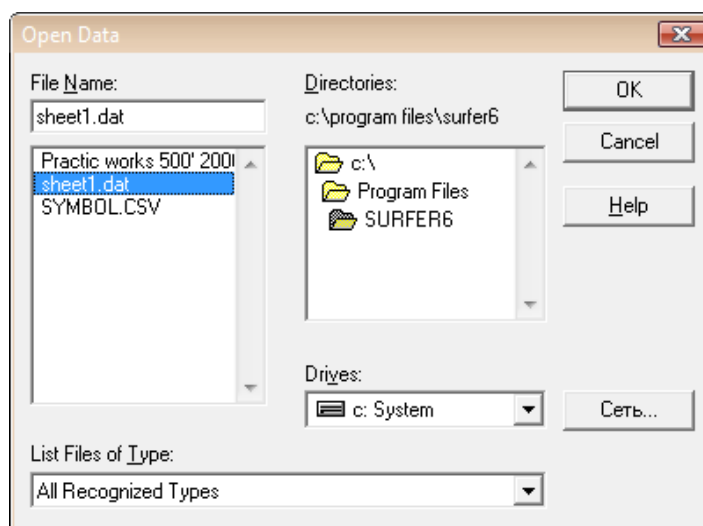 Open Data
File Name:
sheet1.dat
Practic works 500' 200
sheet1.dat
SYMBOL.CSV
List Files of Type:
All Recognized Types
Directories:
c:\program files\surfer6
c:\
Program Files
SURFER6
Drives:
c: System
OK
Cancel
Help
Сеть...